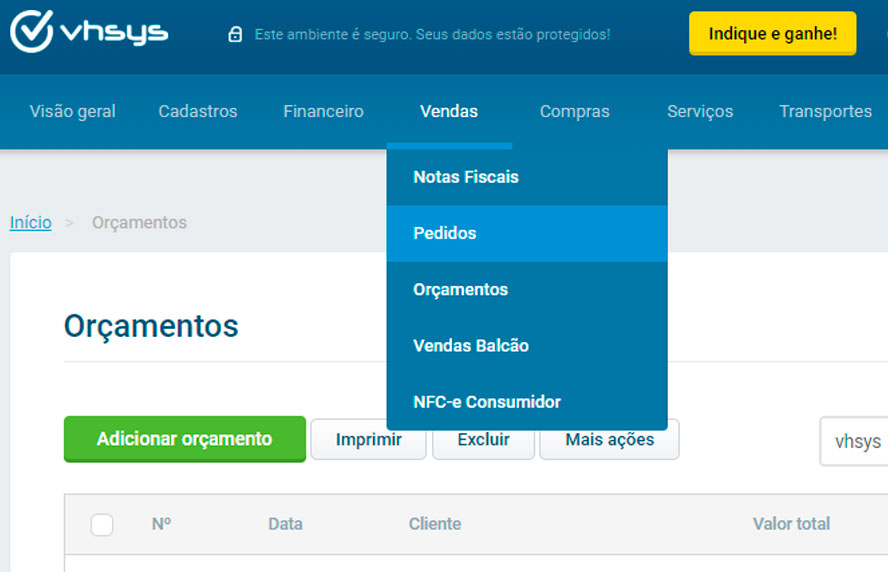 vhsys
Este ambiente é seguro. Seus dados estão protegidos!
Indique e ganhe!
Visão geral
Cadastros
Financeiro
Vendas
Compras
Serviços
Transportes
Notas Fiscais
Pedidos
Orçamentos
Vendas Balcão
NFC-e Consumidor
Início > Orçamentos
Orçamentos
Adicionar orçamento
Imprimir
Excluir
Mais ações
vhsys
Nº
Data
Cliente
Valor total